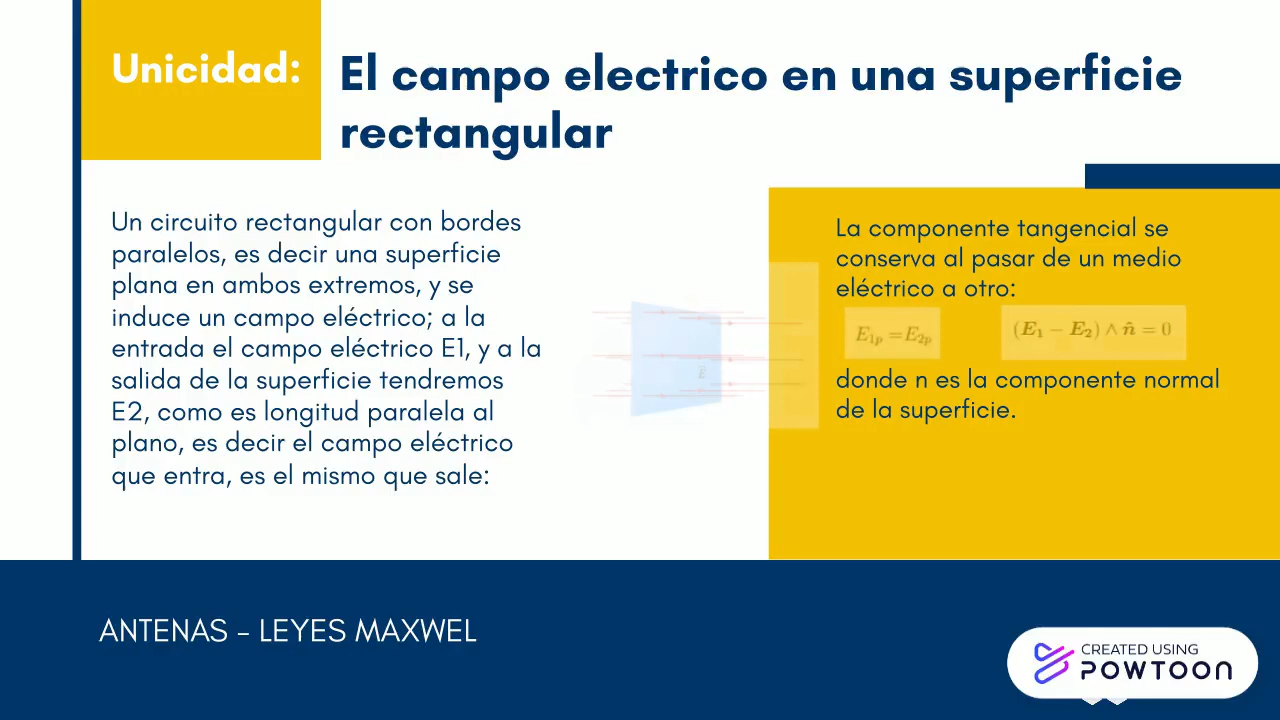 Unicidad:
El campo electrico en una superficie
rectangular
Un circuito rectangular con bordes
paralelos, es decir una superficie
plana en ambos extremos, y se
induce un campo eléctrico; a la
entrada el campo eléctrico E1, y a la
salida de la superficie tendremos
E2, como es longitud paralela al
plano, es decir el campo eléctrico
que entra, es el mismo que sale:
E
La componente tangencial se
conserva al pasar de un medio
eléctrico a otro:
E1p =E2p
(E1 − E2) ∧ n̂ = 0
donde n es la componente normal
de la superficie.
ANTENAS - LEYES MAXWEL
CREATED USING
POWTOON